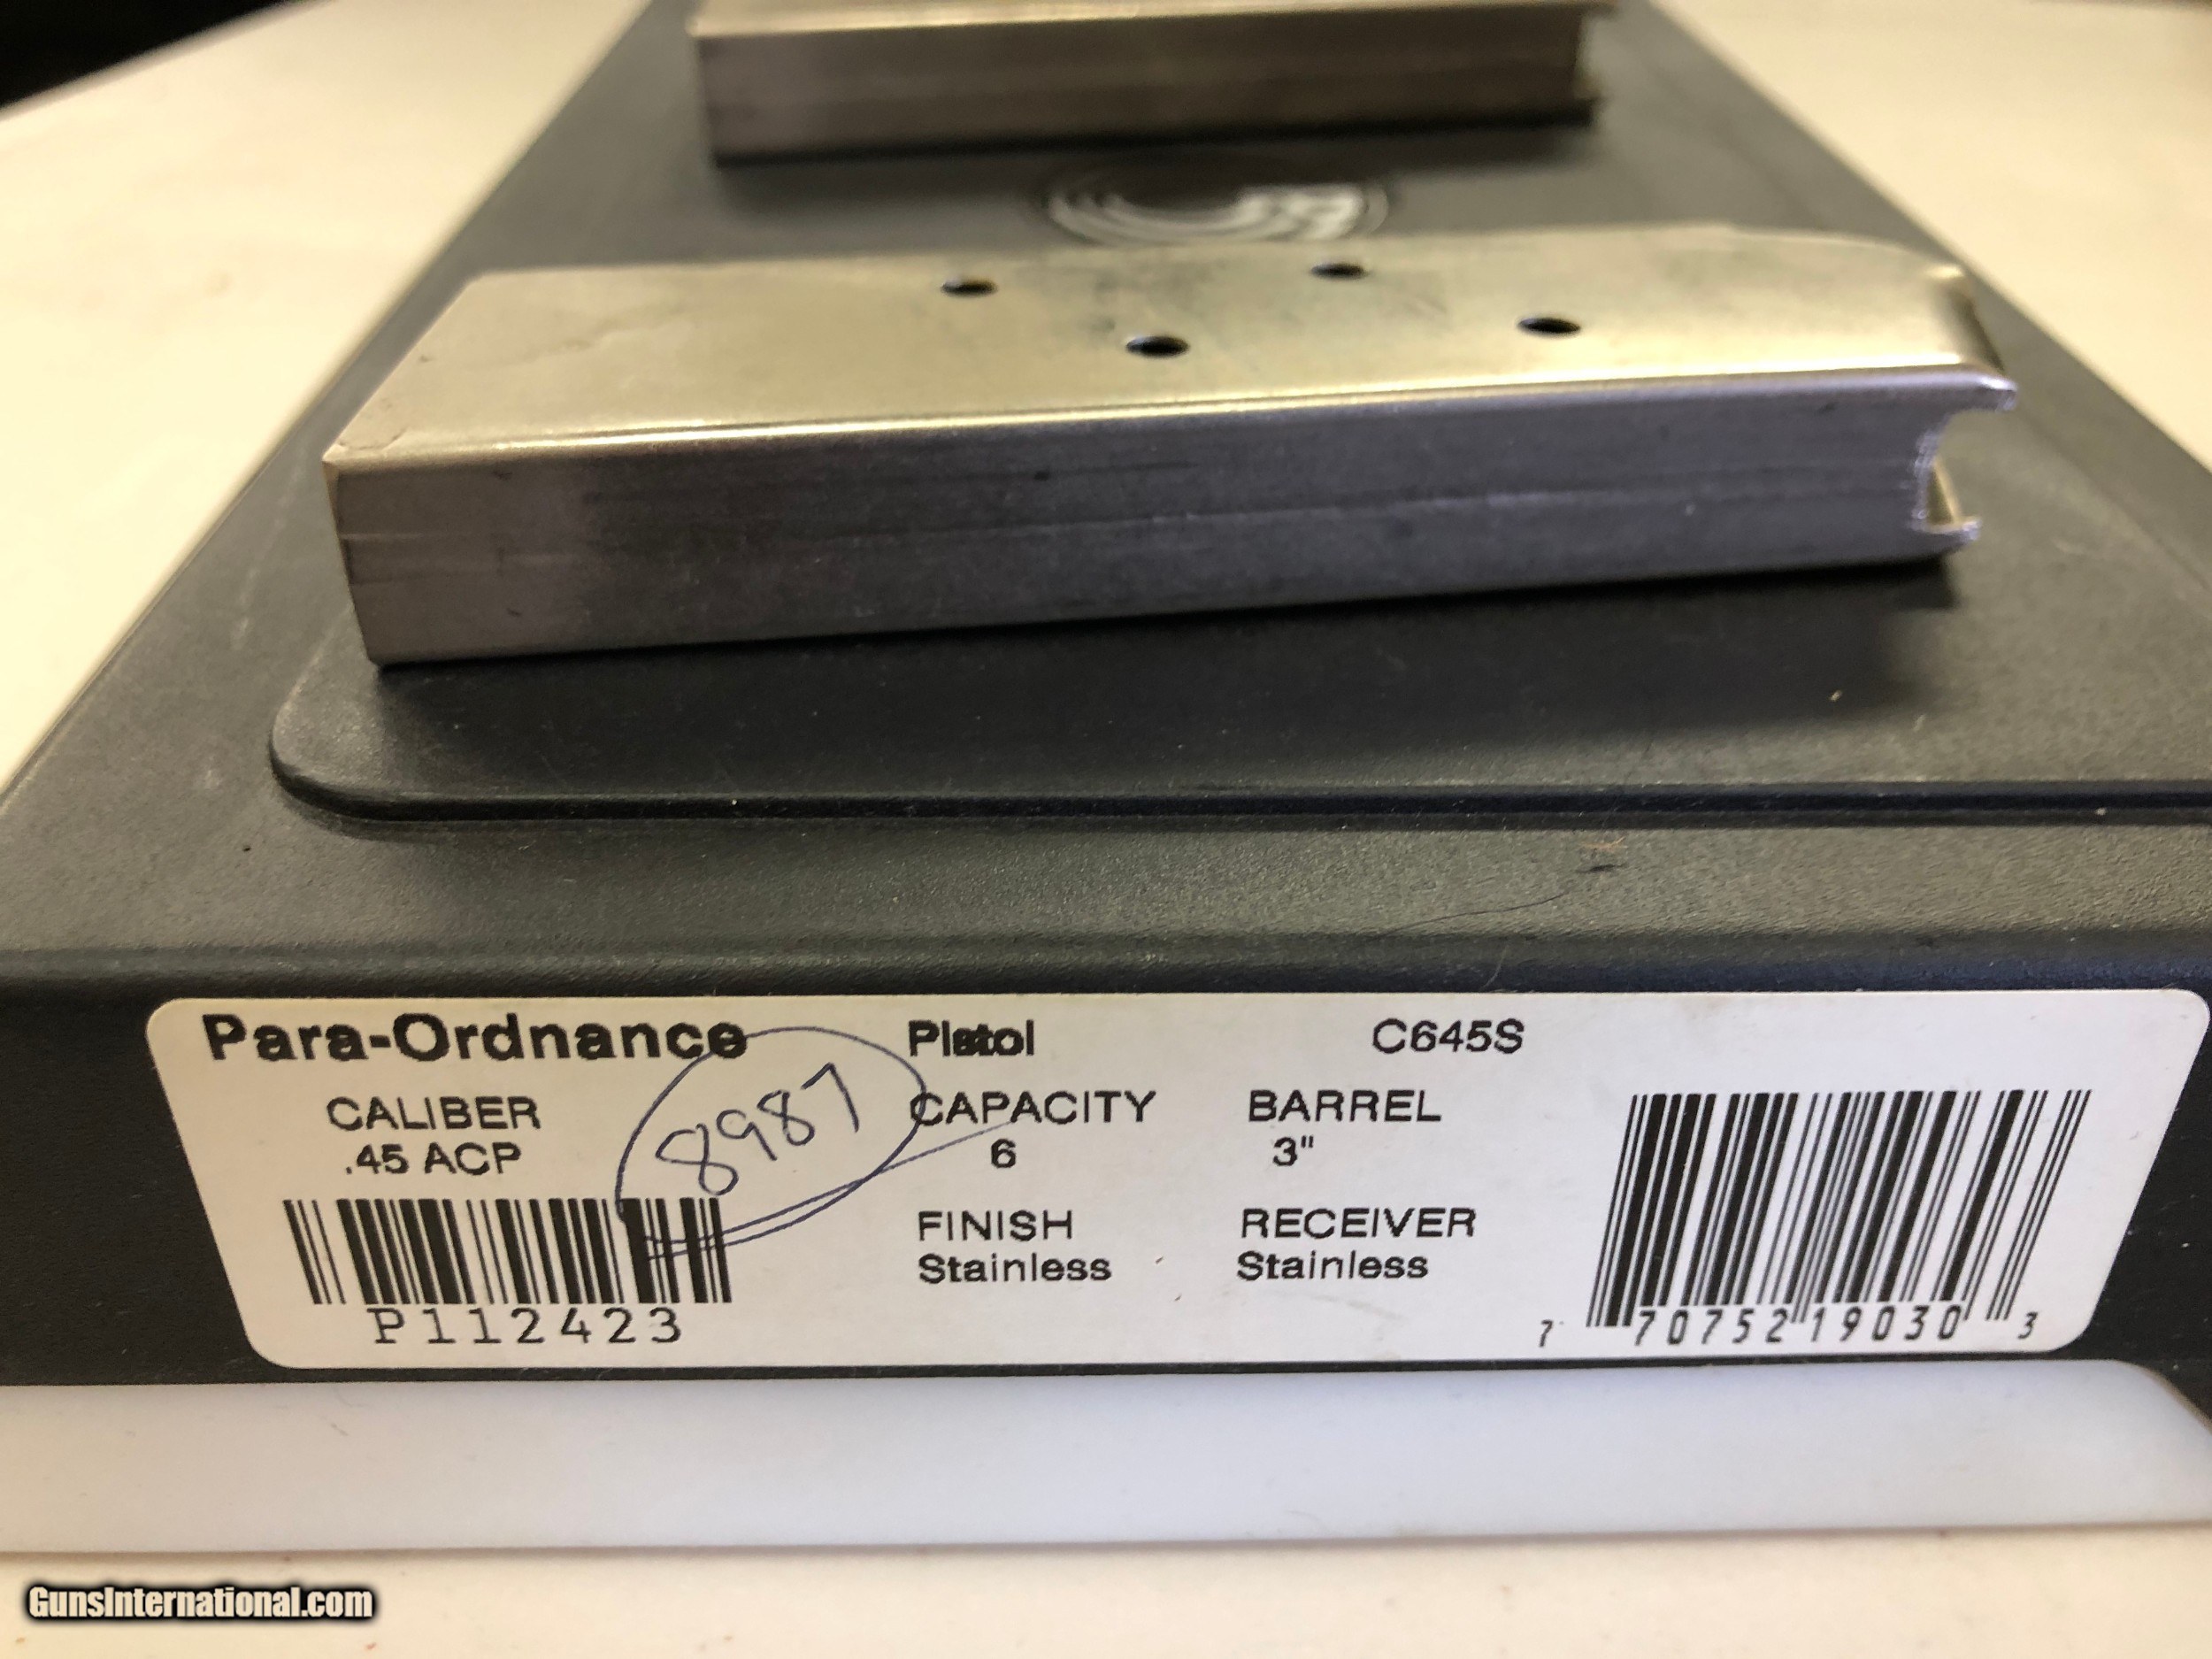 Para-Ordnance Pistol C645S
CALIBER 8987 CAPACITY BARREL
.45 ACP 6 3"
FINISH RECEIVER
Stainless Stainless
P112423
7 70752 19030 3
GunsInternational.com